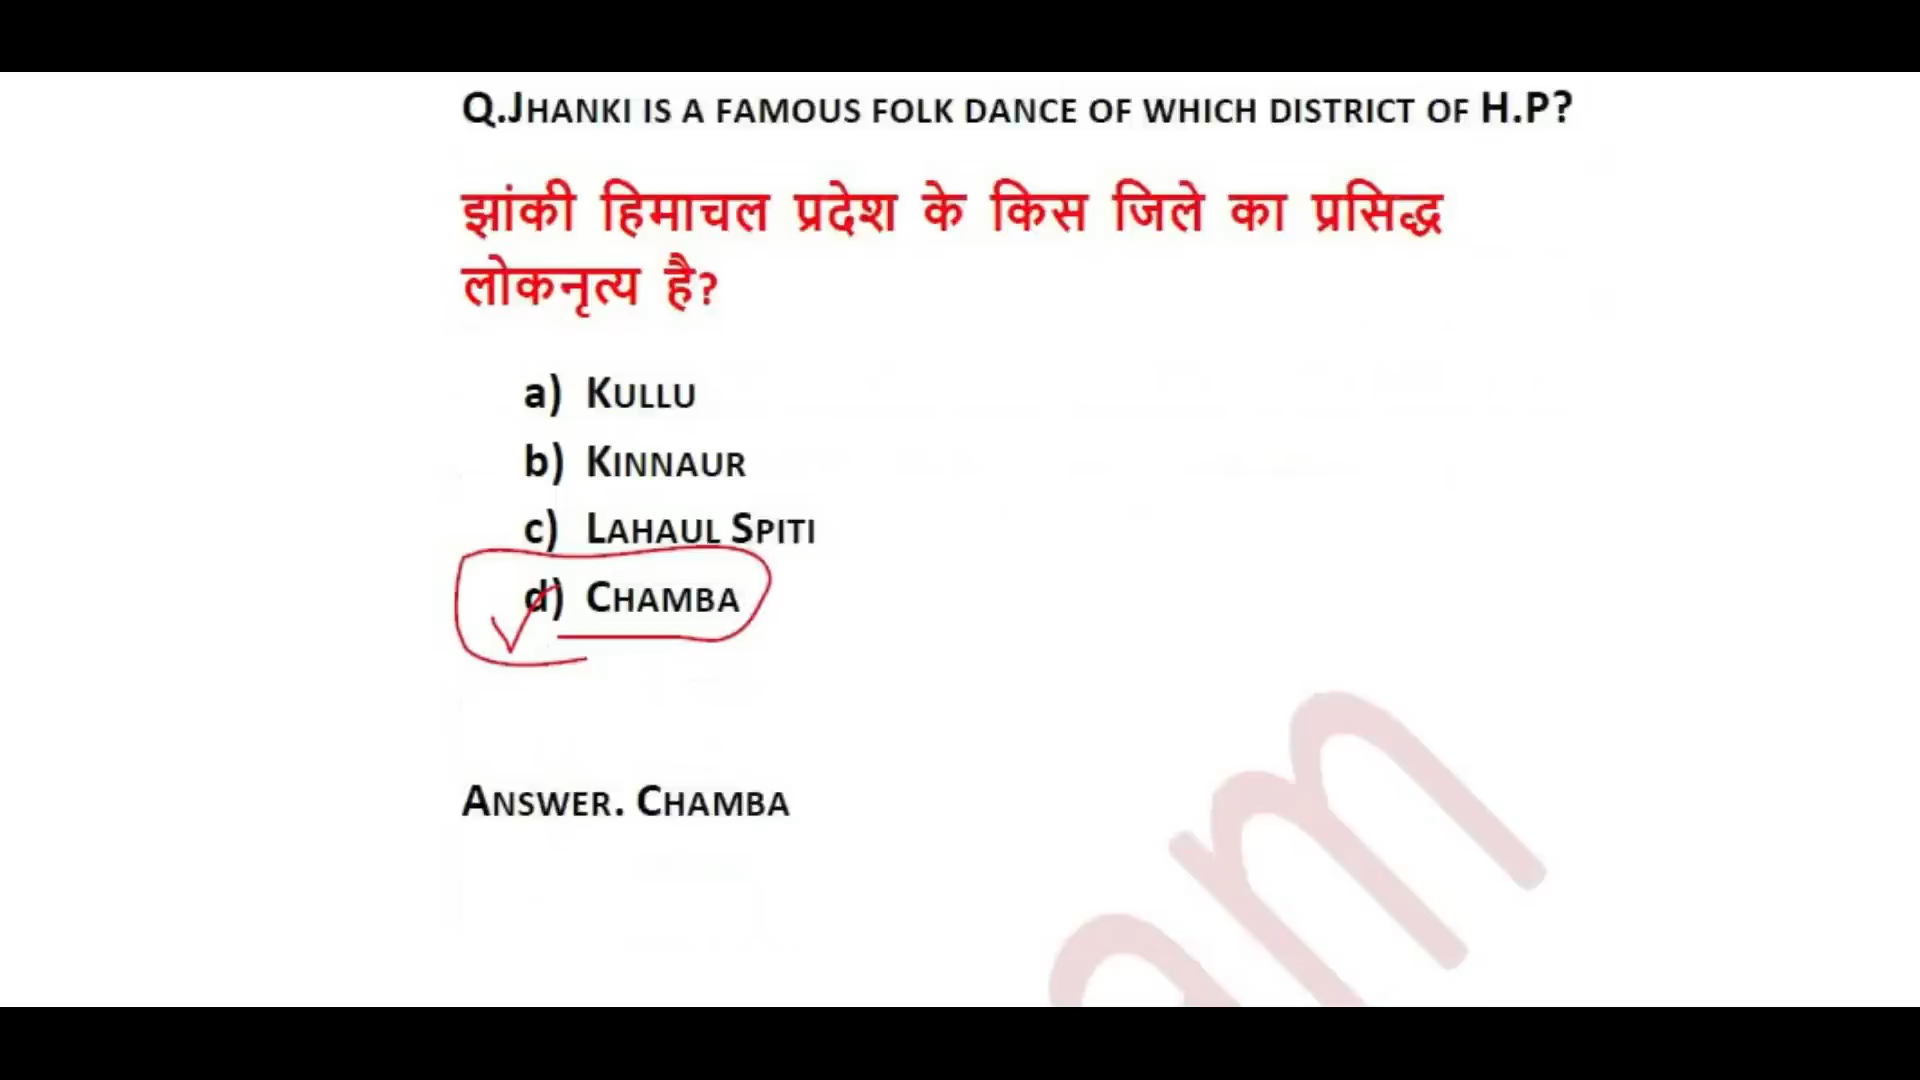 Q.JHANKI IS A FAMOUS FOLK DANCE OF WHICH DISTRICT OF H.P?
झांकी हिमाचल प्रदेश के किस जिले का प्रसिद्ध
लोकनृत्य है?
a) KULLU
b) KINNAUR
c) LAHAUL SPITI
d) CHAMBA
ANSWER. CHAMBA